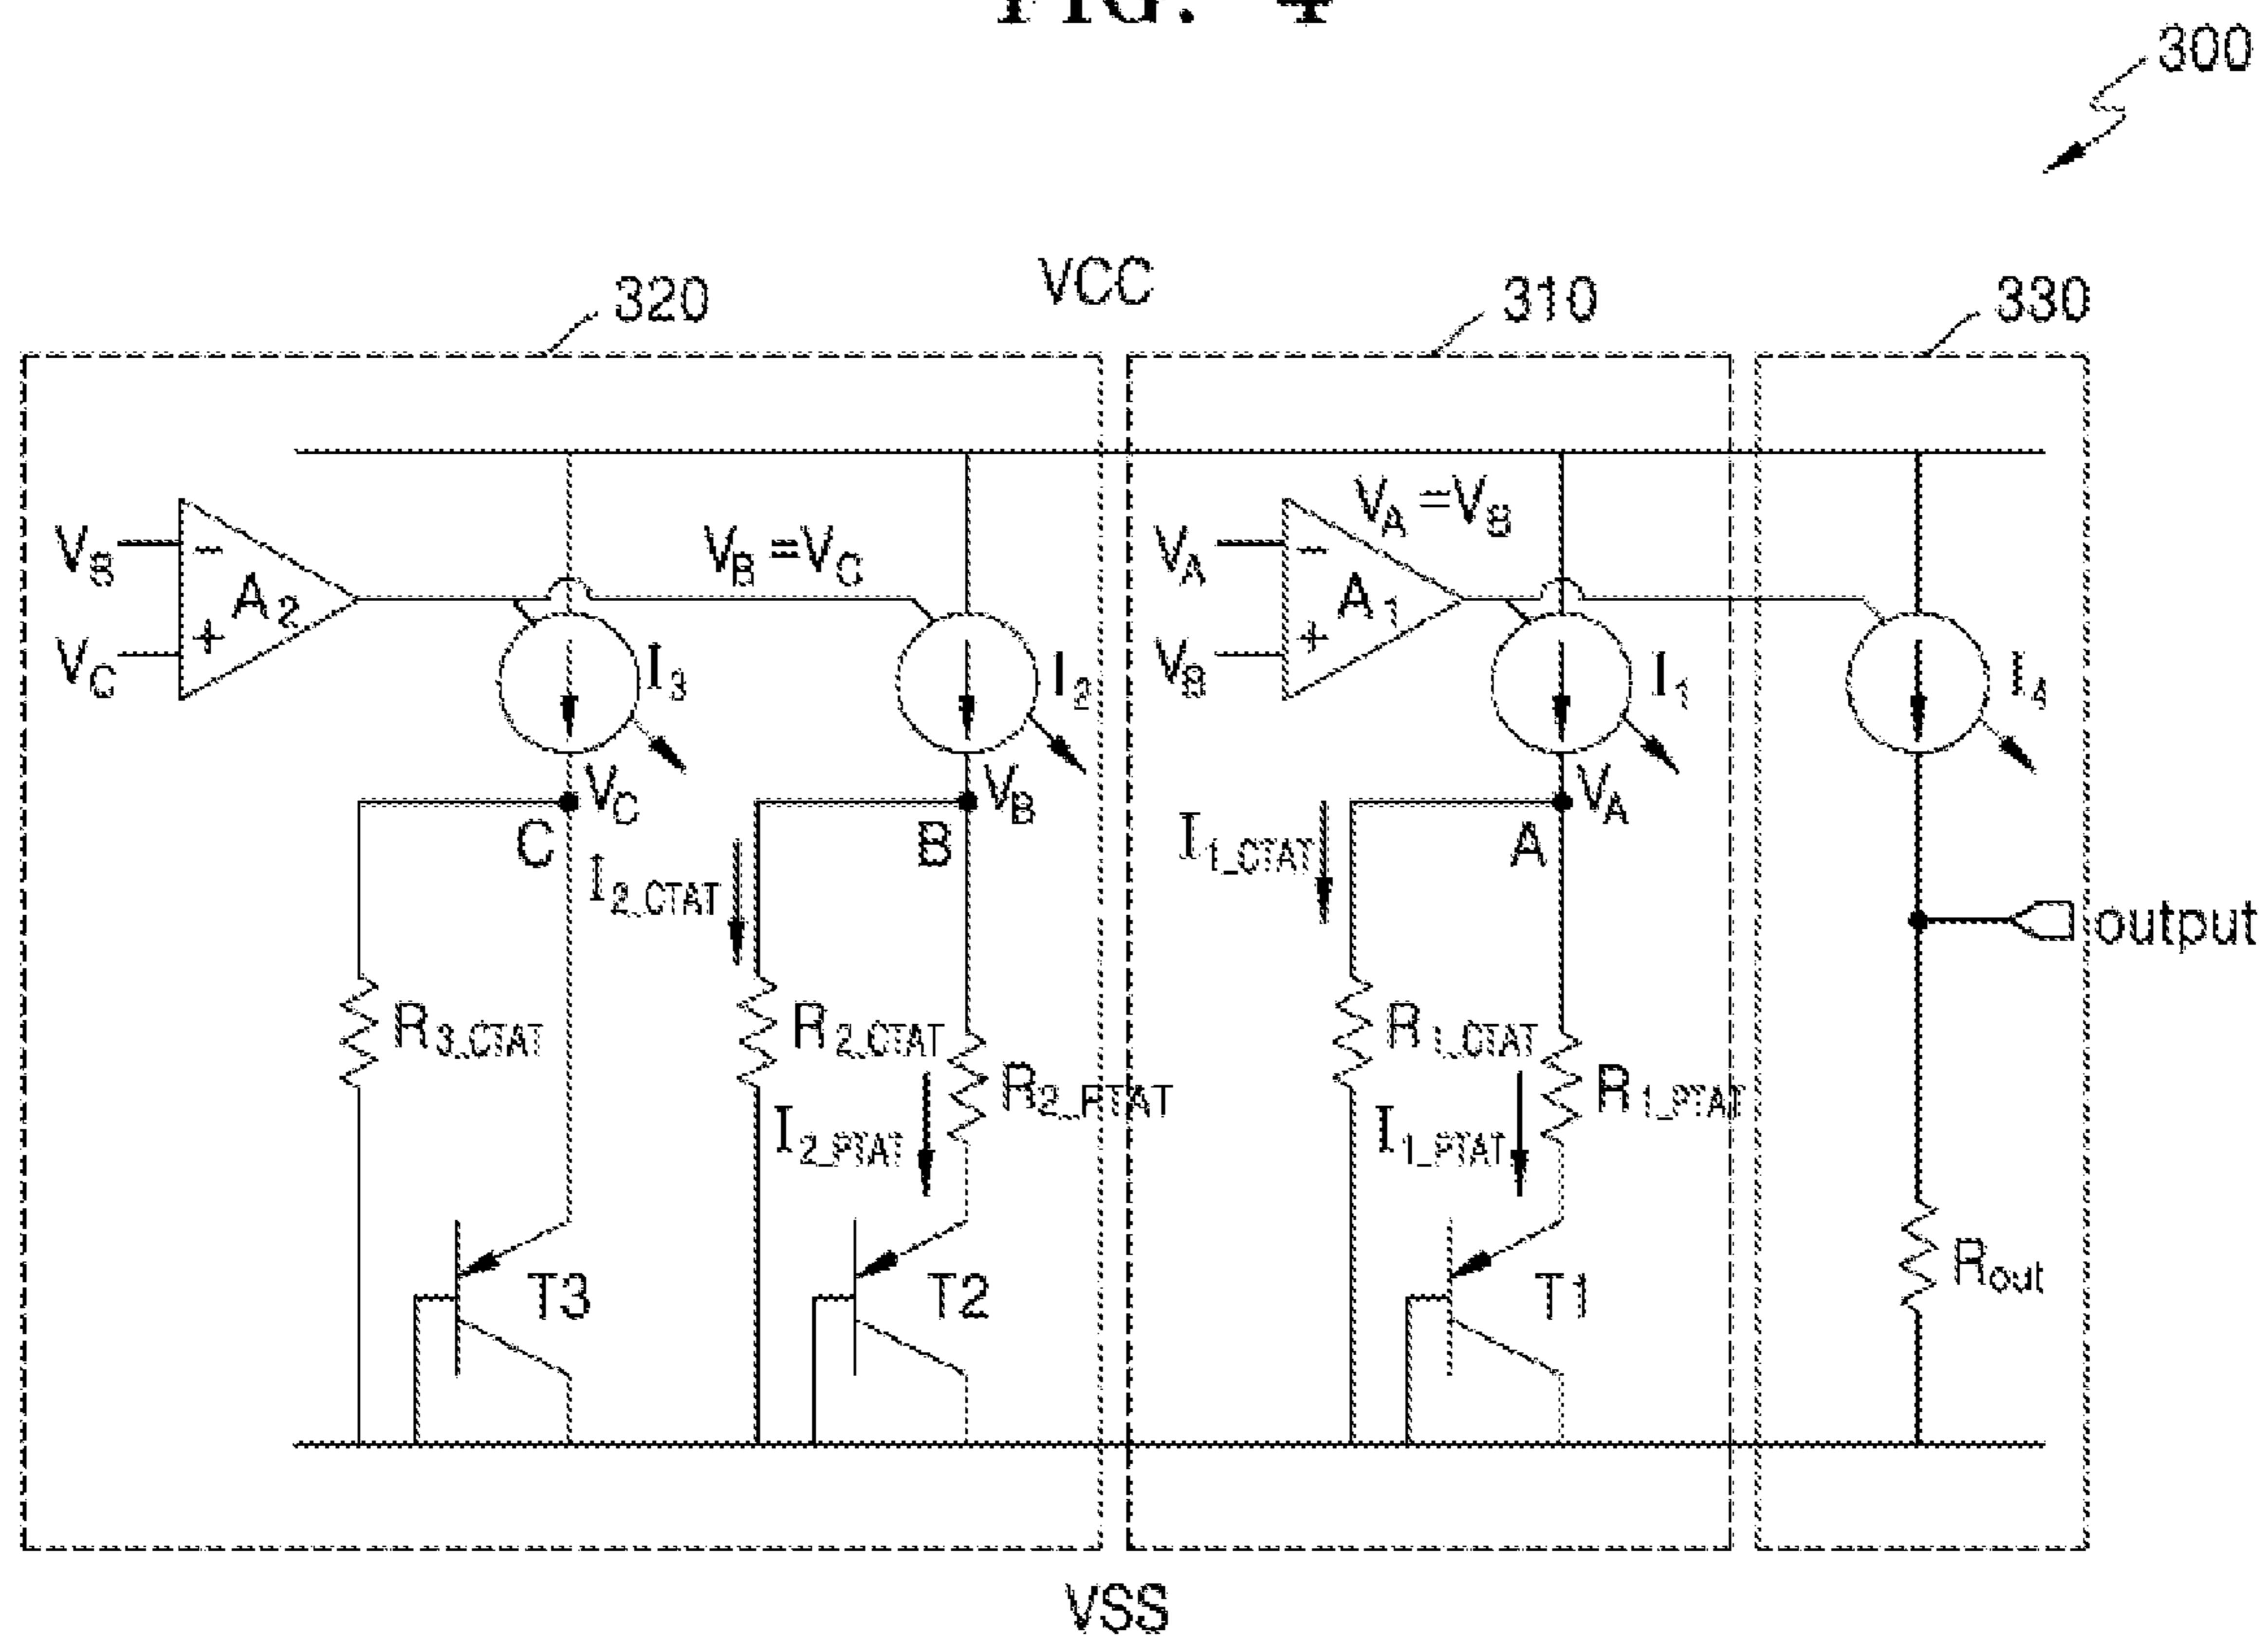 FIG. 4
300
320
VCC
310
330
VB
VC
A2
- +
VB =VC
VA
VB
A1
- +
VA =VB
I3
I2
I1
I4
VC
C
VB
B
VA
A
I2_CTAT
I1_CTAT
output
R3_CTAT
R2_CTAT
R2_PTAT
R1_CTAT
R1_PTAT
I2_PTAT
I1_PTAT
T3
T2
T1
Rout
VSS